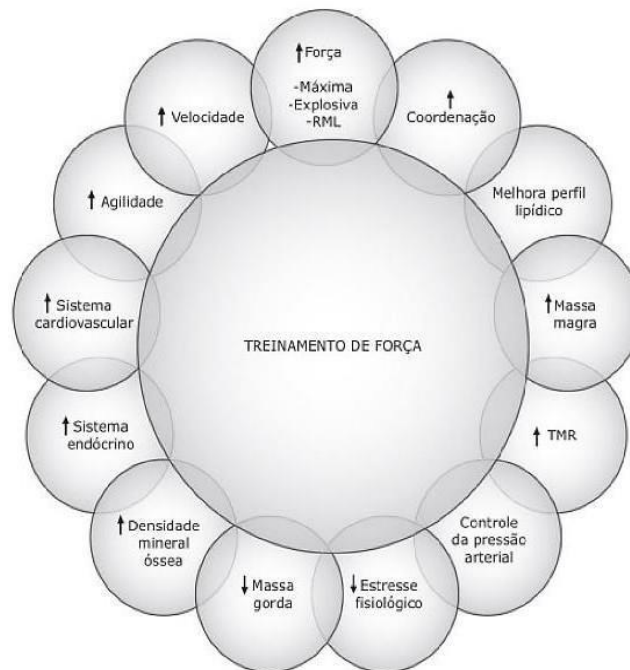 ↑Força
-Máxima
-Explosiva
-RML
↑
Coordenação
Melhora perfil
lipídico
↑Massa
magra
↑ TMR
Controle
da pressão
arterial
↓Estresse
fisiológico
↓ Massa
gorda
↑Densidade
mineral
óssea
↑Sistema
endócrino
↑Sistema
cardiovascular
↑ Agilidade
↑ Velocidade
TREINAMENTO DE FORÇA